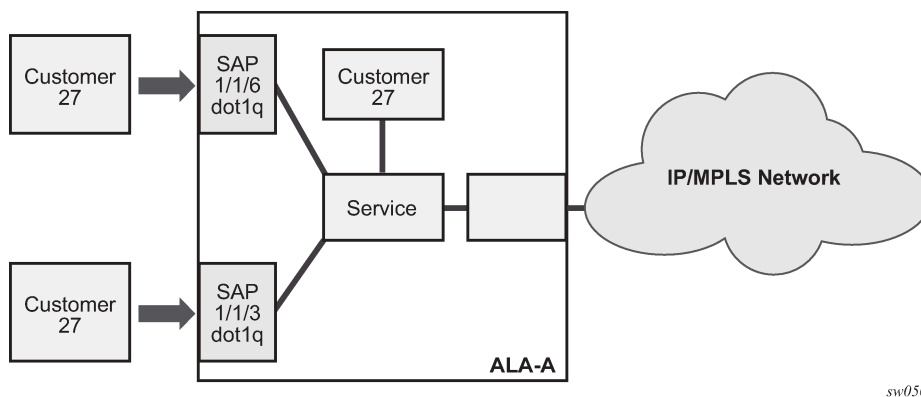 Customer
27
SAP
1/1/6
dot1q
Customer
27
Service
IP/MPLS Network
Customer
27
SAP
1/1/3
dot1q
ALA-A